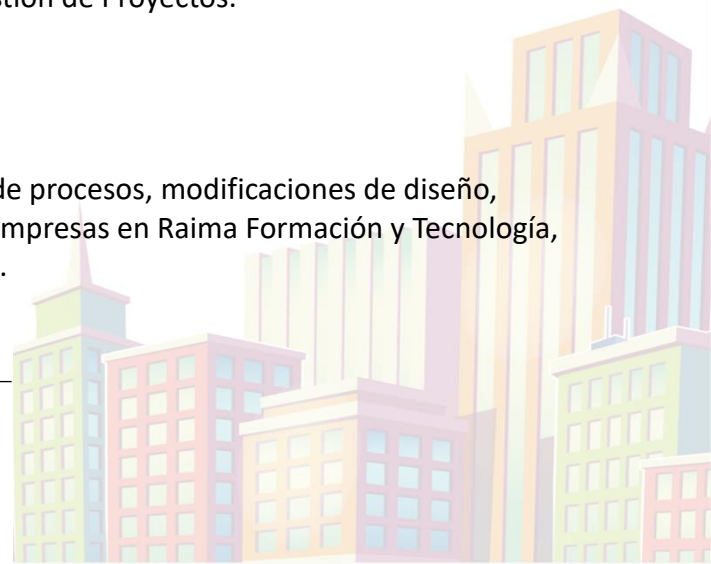 de Proyectos.
de procesos, modificaciones de diseño,
mpresas en Raima Formación y Tecnología,
.